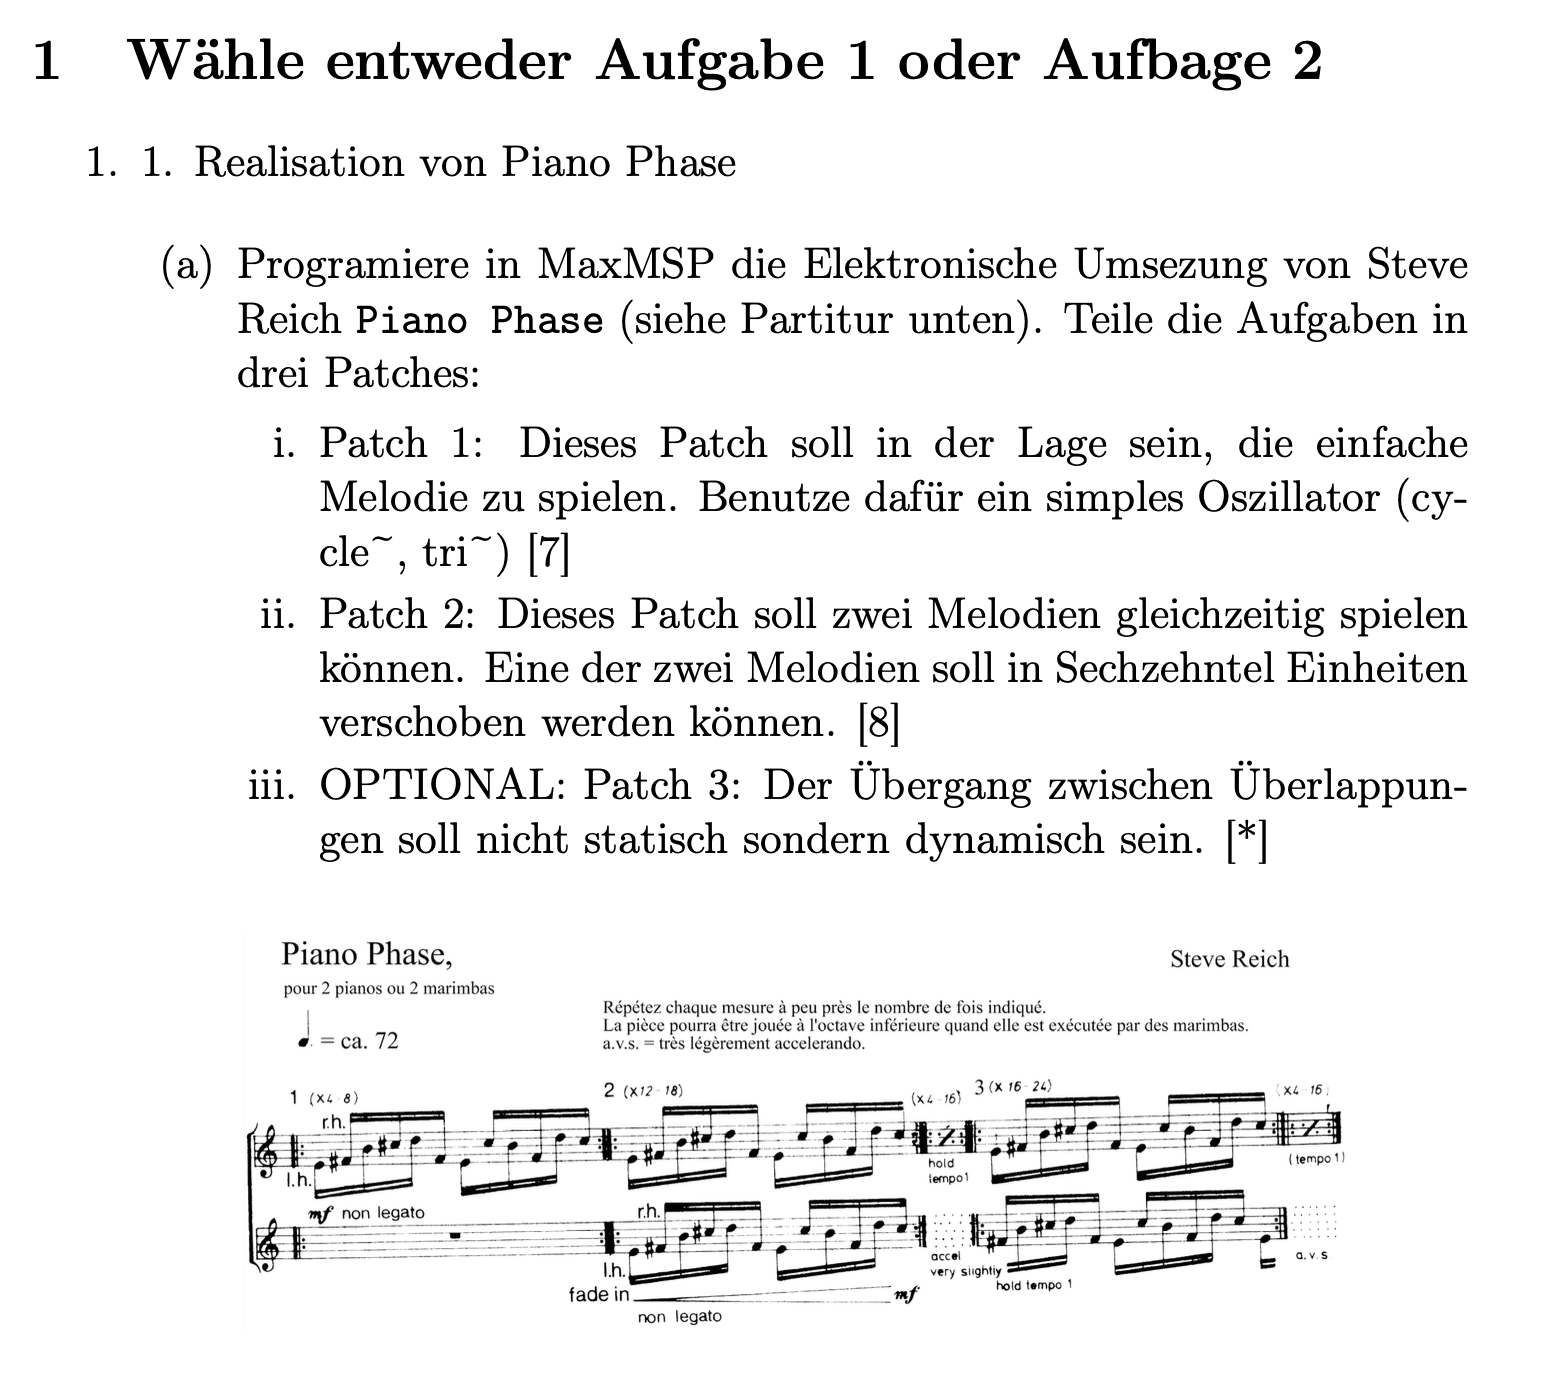 1 Wähle entweder Aufgabe 1 oder Aufbage 2
1. 1. Realisation von Piano Phase
(a) Programiere in MaxMSP die Elektronische Umsezung von Steve
Reich Piano Phase (siehe Partitur unten). Teile die Aufgaben in
drei Patches:
i. Patch 1: Dieses Patch soll in der Lage sein, die einfache
Melodie zu spielen. Benutze dafür ein simples Oszillator (cy-
cle~, tri~) [7]
ii. Patch 2: Dieses Patch soll zwei Melodien gleichzeitig spielen
können. Eine der zwei Melodien soll in Sechzehntel Einheiten
verschoben werden können. [8]
iii. OPTIONAL: Patch 3: Der Übergang zwischen Überlappun-
gen soll nicht statisch sondern dynamisch sein. [*]
Piano Phase,
Steve Reich
pour 2 pianos ou 2 marimbas
Répétez chaque mesure à peu près le nombre de fois indiqué.
La pièce pourra être jouée à l'octave inférieure quand elle est exécutée par des marimbas.
a.v.s. = très légèrement accelerando.
♩. = ca. 72
1 (x4-8)
2 (x12-18)
(x4-16)
3 (x 16-24)
(x4-16)
r.h.
l.h.
hold
tempo1
(tempo 1)
mf non legato
r.h.
l.h.
accel
very slightly
hold tempo 1
a.v.s
fade in
mf
non legato